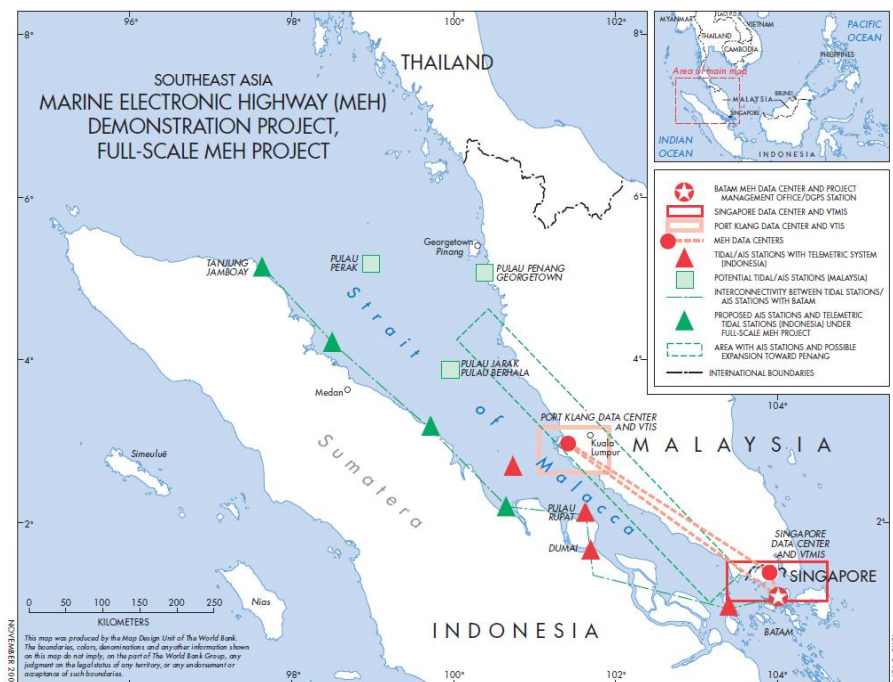 96°
98°
100°
8°
THAILAND
SOUTHEAST ASIA
MARINE ELECTRONIC HIGHWAY (MEH)
DEMONSTRATION PROJECT,
FULL-SCALE MEH PROJECT
MYANMAR
LAO P.D.R.
VIETNAM
THAILAND
CAMBODIA
PHILIPPINES
PACIFIC
OCEAN
Area of main map
MALAYSIA
BRUNEI
SINGAPORE
INDIAN
OCEAN
INDONESIA
BATAM MEH DATA CENTER AND PROJECT
MANAGEMENT OFFICE/DGPS STATION
SINGAPORE DATA CENTER AND VTMIS
PORT KLANG DATA CENTER AND VTIS
MEH DATA CENTERS
TIDAL/AIS STATIONS WITH TELEMETRIC SYSTEM
(INDONESIA)
POTENTIAL TIDAL/AIS STATIONS (MALAYSIA)
INTERCONNECTIVITY BETWEEN TIDAL STATIONS/
AIS STATIONS WITH BATAM
PROPOSED AIS STATIONS AND TELEMETRIC
TIDAL STATIONS (INDONESIA) UNDER
FULL-SCALE MEH PROJECT
AREA WITH AIS STATIONS AND POSSIBLE
EXPANSION TOWARD PENANG
INTERNATIONAL BOUNDARIES
6°
6°
Georgetown
Pinang
TANJUNG
JAMBOAY
PULAU
PERAK
PULAU PENANG
GEORGETOWN
Strait of Malacca
4°
4°
PULAU JARAK
PULAU BERHALA
Medan
104°
PORT KLANG DATA CENTER
AND VTIS
Kuala
Lumpur
MALAYSIA
Simeuluë
Sumatera
PULAU
RUPAT
DUMAI
2°
2°
SINGAPORE
DATA CENTER
AND VTMIS
SINGAPORE
BATAM
Nias
INDONESIA
0 50 100 150 200 250
KILOMETERS
This map was produced by the Map Design Unit of The World Bank.
The boundaries, colors, denominations and any other information shown
on this map do not imply, on the part of The World Bank Group, any
judgment on the legal status of any territory, or any endorsement or
acceptance of such boundaries.
98°
100°
102°
104°